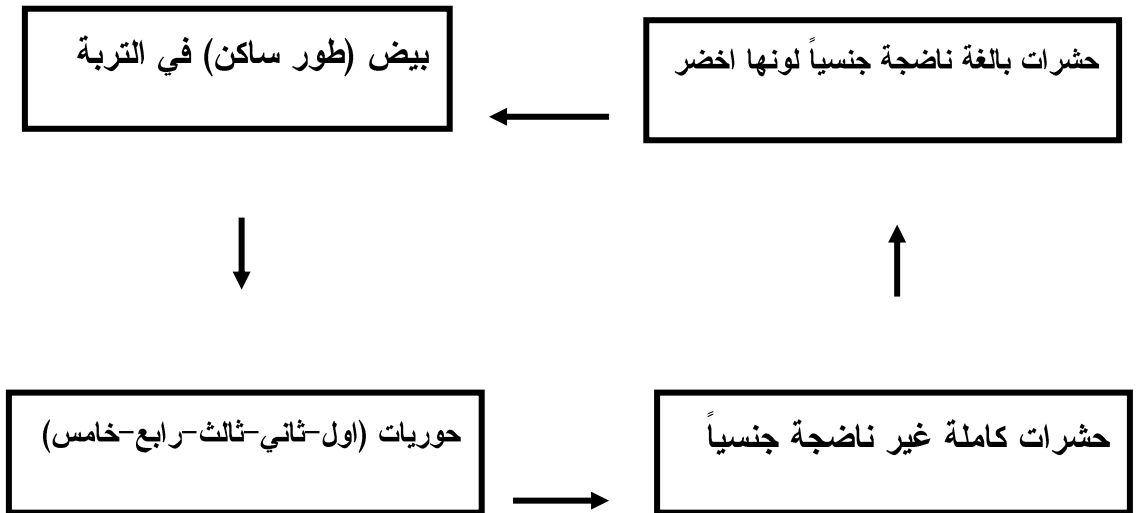 حشرات بالغة ناضجة جنسياً لونها اخضر
بيض (طور ساكن) في التربة
حوريات (اول-ثاني-ثالث-رابع-خامس)
حشرات كاملة غير ناضجة جنسياً